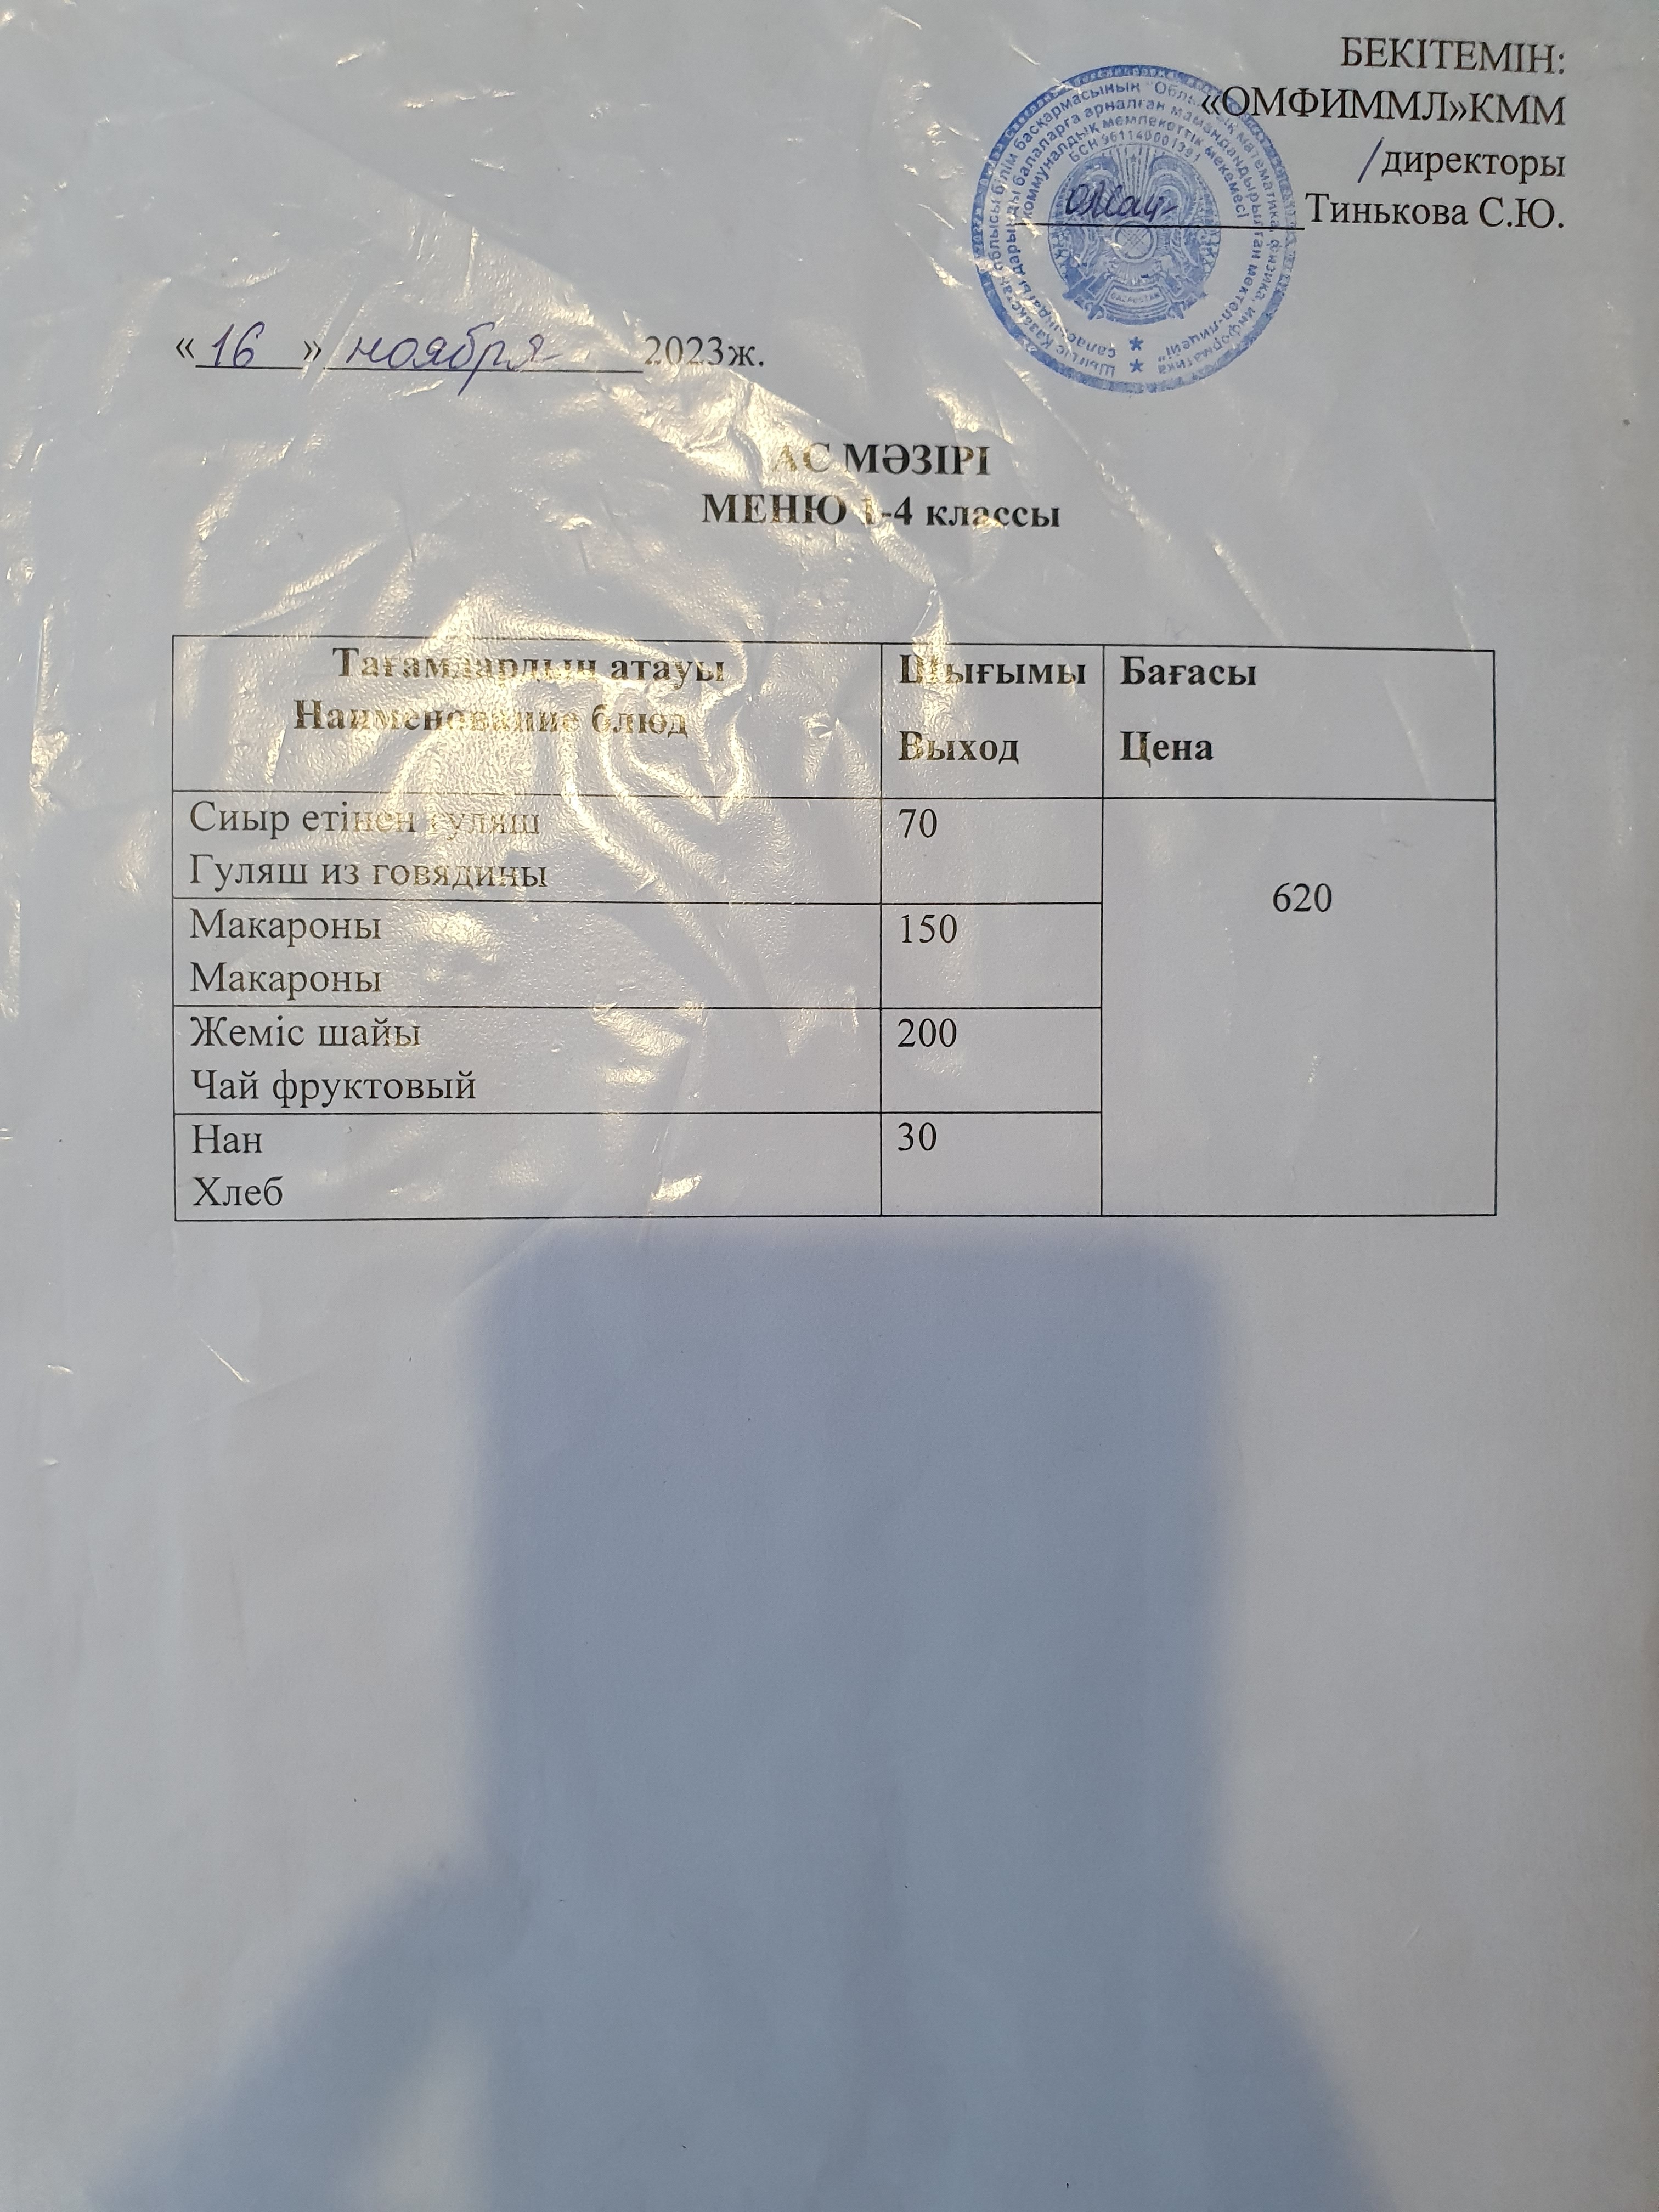 БЕКІТЕМІН:
«ОМФИММЛ»КММ
/директоры
Тинькова С.Ю.
БСН 961140001391
«16» ноября 2023ж.
АС МӘЗІРІ
МЕНЮ 1-4 классы
Тағамдардың атауы
Наименование блюд
Шығымы
Выход
Бағасы
Цена
Сиыр етінен гуляш
Гуляш из говядины
70
620
Макароны
Макароны
150
Жеміс шайы
Чай фруктовый
200
Нан
Хлеб
30